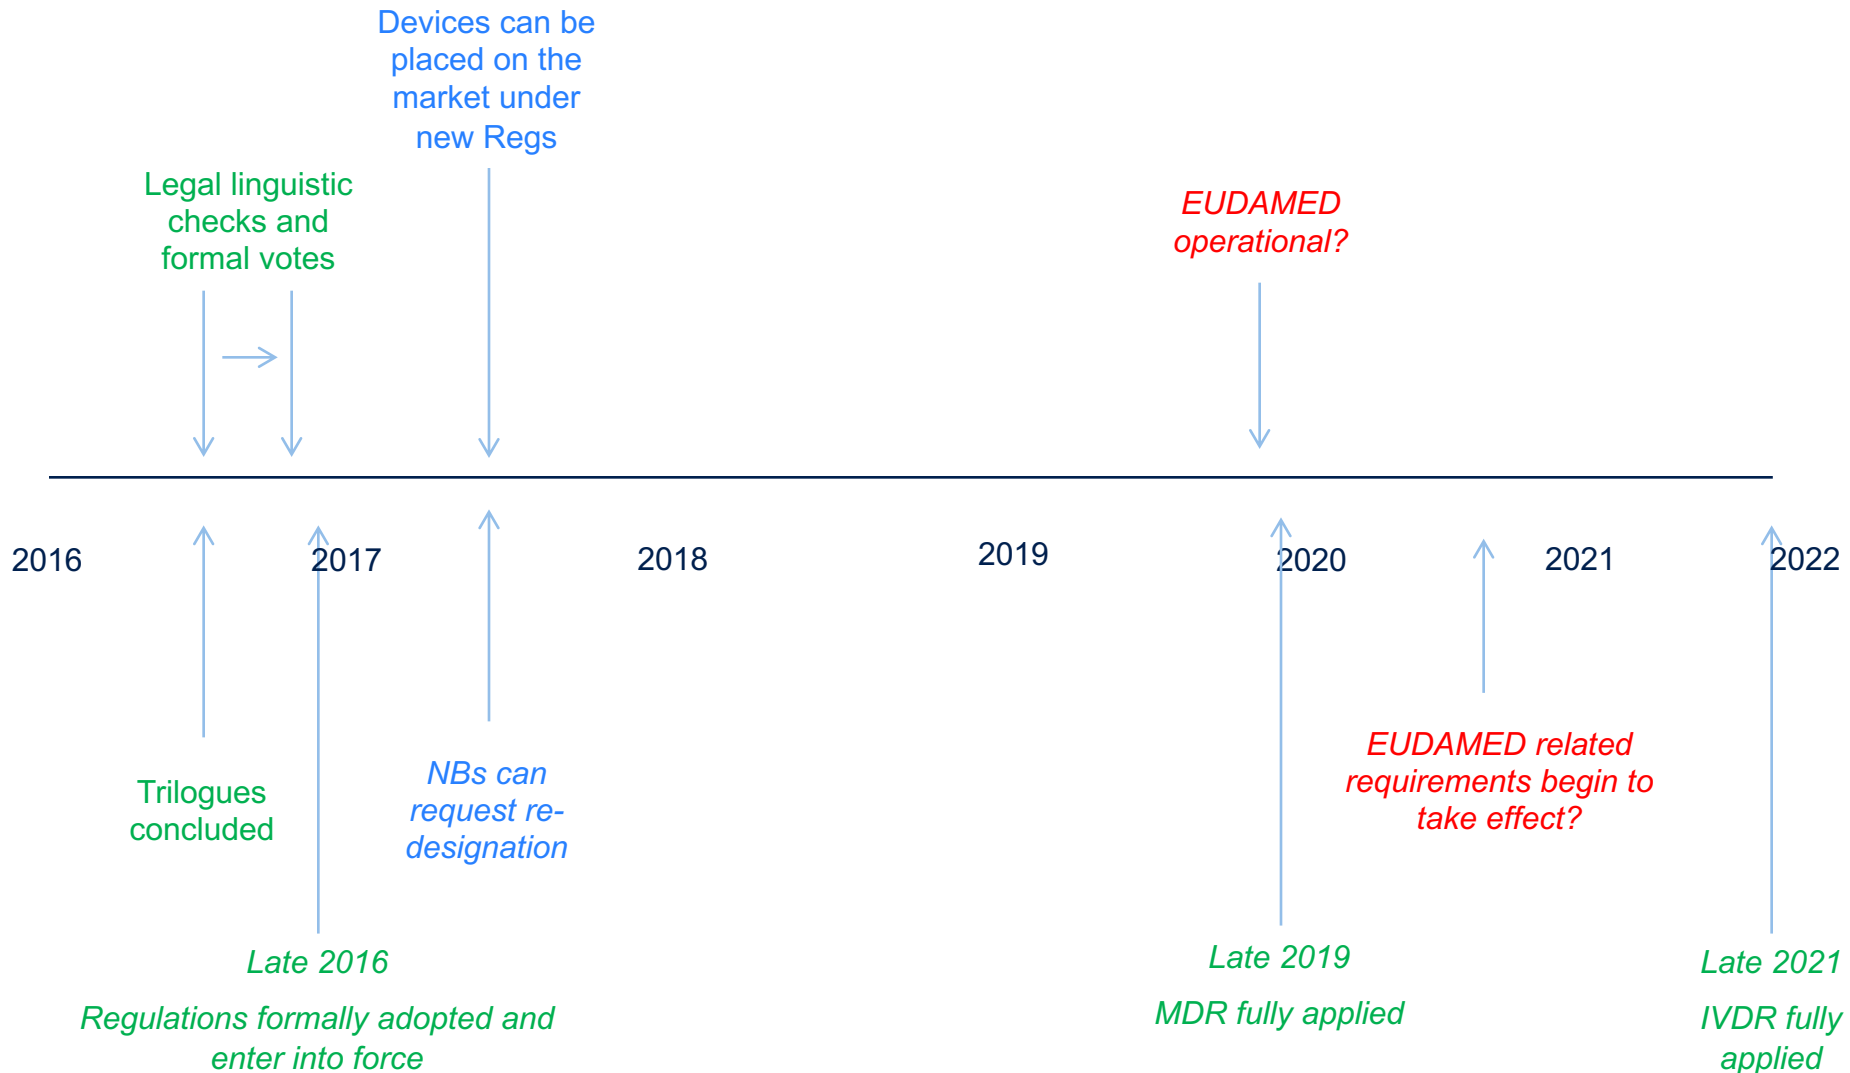 Devices can be
placed on the
market under
new Regs
Legal linguistic
checks and
formal votes
EUDAMED
operational?
2016
2017
2018
2019
2020
2021
2022
Trilogues
concluded
NBs can
request re-
designation
EUDAMED related
requirements begin to
take effect?
Late 2016
Regulations formally adopted and
enter into force
Late 2019
MDR fully applied
Late 2021
IVDR fully
applied